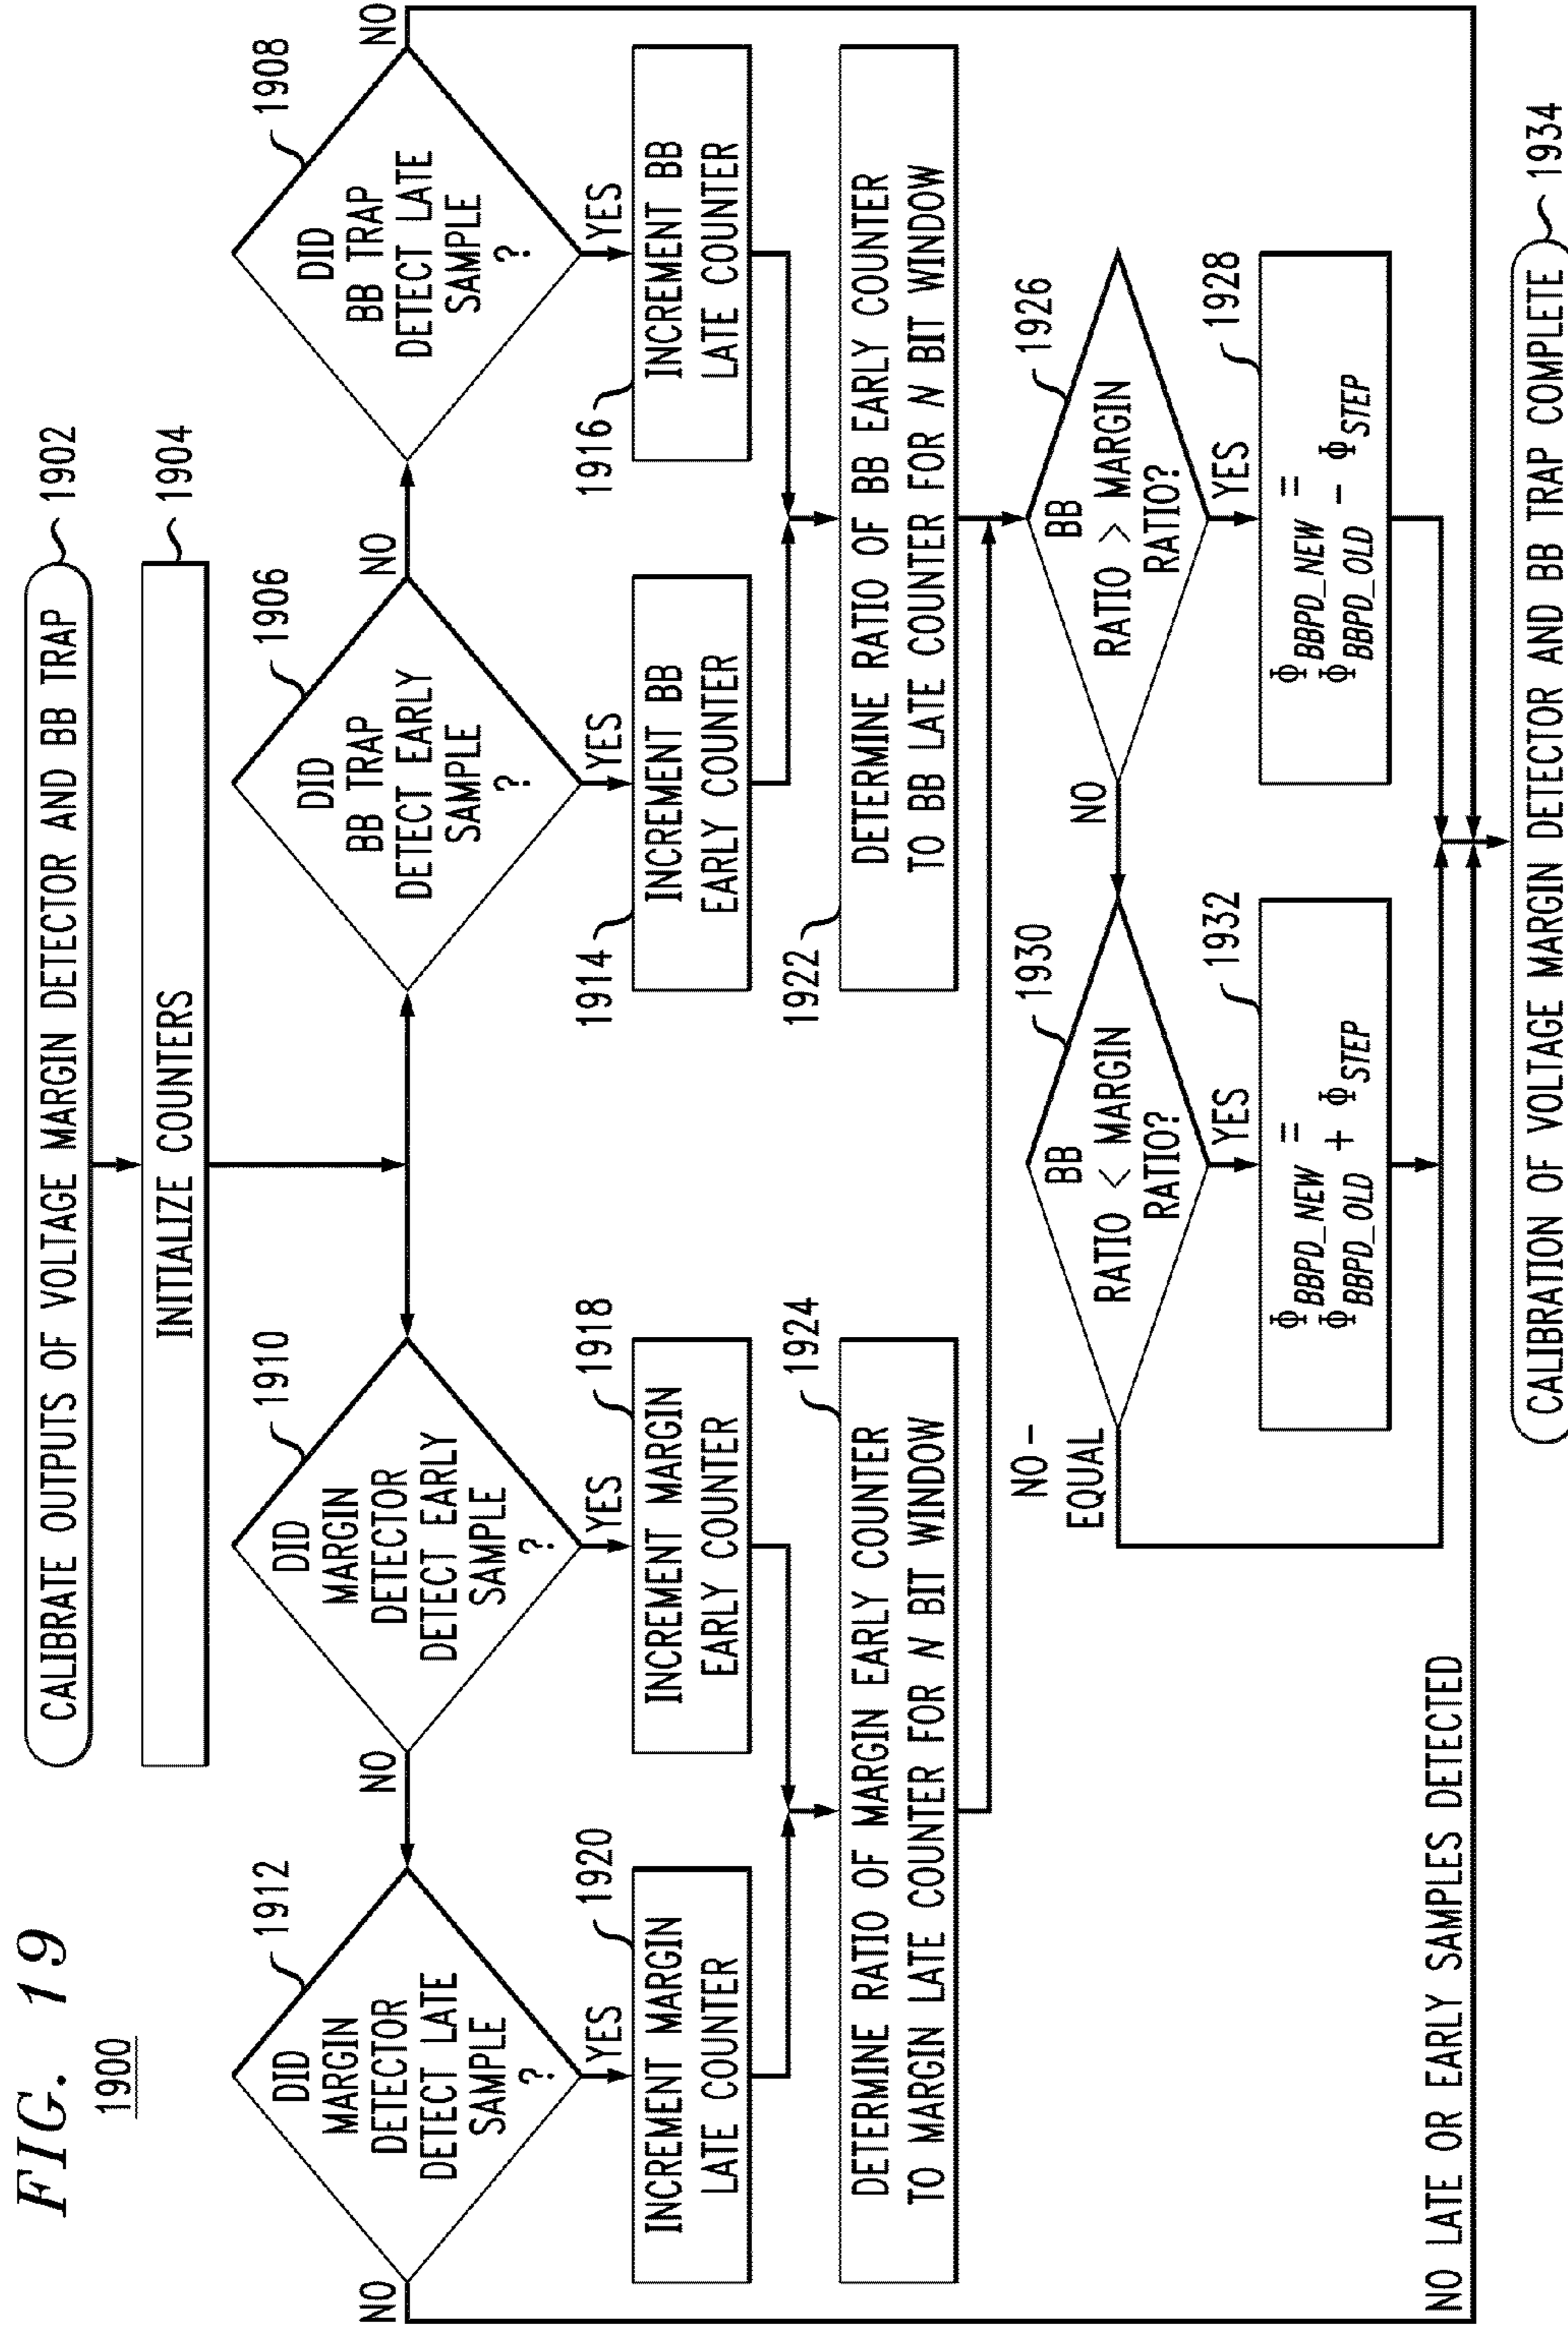 FIG. 19
1900
CALIBRATE OUTPUTS OF VOLTAGE MARGIN DETECTOR AND BB TRAP
1902
INITIALIZE COUNTERS
1904
DID
MARGIN
DETECTOR
DETECT LATE
SAMPLE
?
1912
NO
YES
DID
MARGIN
DETECTOR
DETECT EARLY
SAMPLE
?
1910
NO
YES
DID
BB TRAP
DETECT EARLY
SAMPLE
?
1906
NO
YES
DID
BB TRAP
DETECT LATE
SAMPLE
?
1908
NO
YES
INCREMENT MARGIN
LATE COUNTER
1920
INCREMENT MARGIN
EARLY COUNTER
1918
1914
INCREMENT BB
EARLY COUNTER
1916
INCREMENT BB
LATE COUNTER
DETERMINE RATIO OF MARGIN EARLY COUNTER
TO MARGIN LATE COUNTER FOR N BIT WINDOW
1924
1922
DETERMINE RATIO OF BB EARLY COUNTER
TO BB LATE COUNTER FOR N BIT WINDOW
NO -
EQUAL
BB
RATIO < MARGIN
RATIO?
1930
YES
NO
BB
RATIO > MARGIN
RATIO?
1926
YES
Φ BBPD_NEW =
Φ BBPD_OLD + Φ STEP
1932
Φ BBPD_NEW =
Φ BBPD_OLD - Φ STEP
1928
NO LATE OR EARLY SAMPLES DETECTED
CALIBRATION OF VOLTAGE MARGIN DETECTOR AND BB TRAP COMPLETE
1934